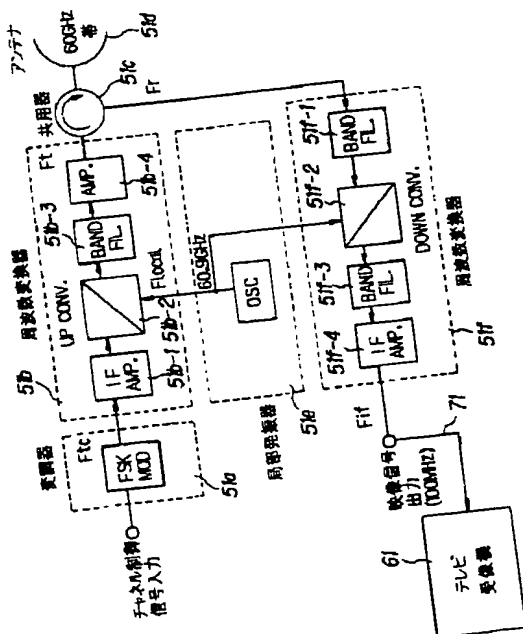 アンテナ
60GHz
帯
51d
共用器
51c
Ft
Fr
周波数変換器
51b
UP CONV.
AMP.
51b-4
51b-3
BAND
FIL.
51b-2
Flocal
I F
AMP.
51b-1
変調器
Ftc
FSK
MOD
51a
チャネル制御
信号入力
60.9GHz
OSC
局部発振器
51e
51f-1
BAND
FIL.
51f-2
DOWN CONV.
51f-3
BAND
FIL.
51f-4
I F
AMP.
周波数変換器
51f
Fif
71
映像信号
出力
(100MHz)
61
テレビ
受像機